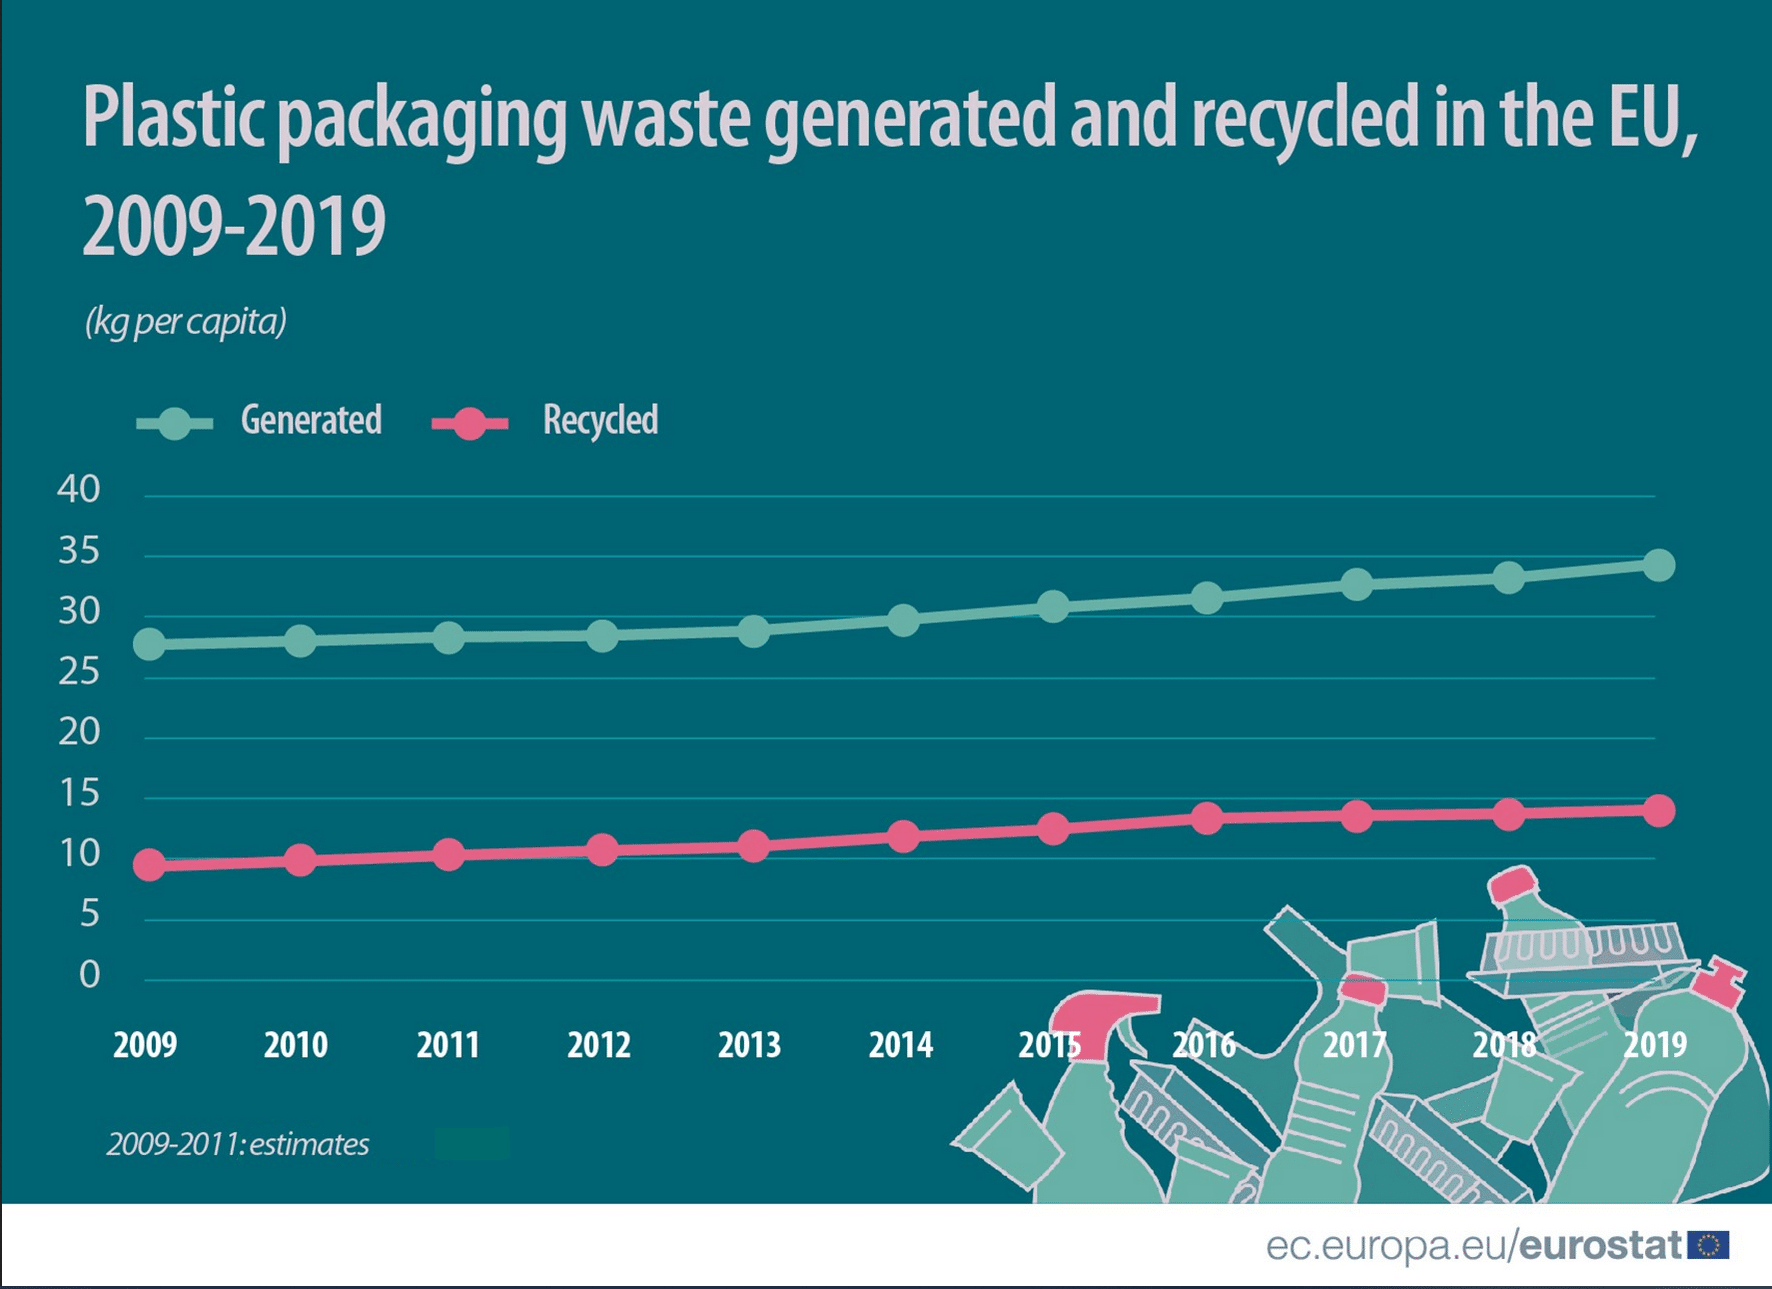 Plastic packaging waste generated and recycled in the EU,
2009-2019
(kg per capita)
Generated Recycled
40
35
30
25
20
15
10
5
0
2009 2010 2011 2012 2013 2014 2015 2016 2017 2018 2019
2009-2011: estimates
ec.europa.eu/eurostat